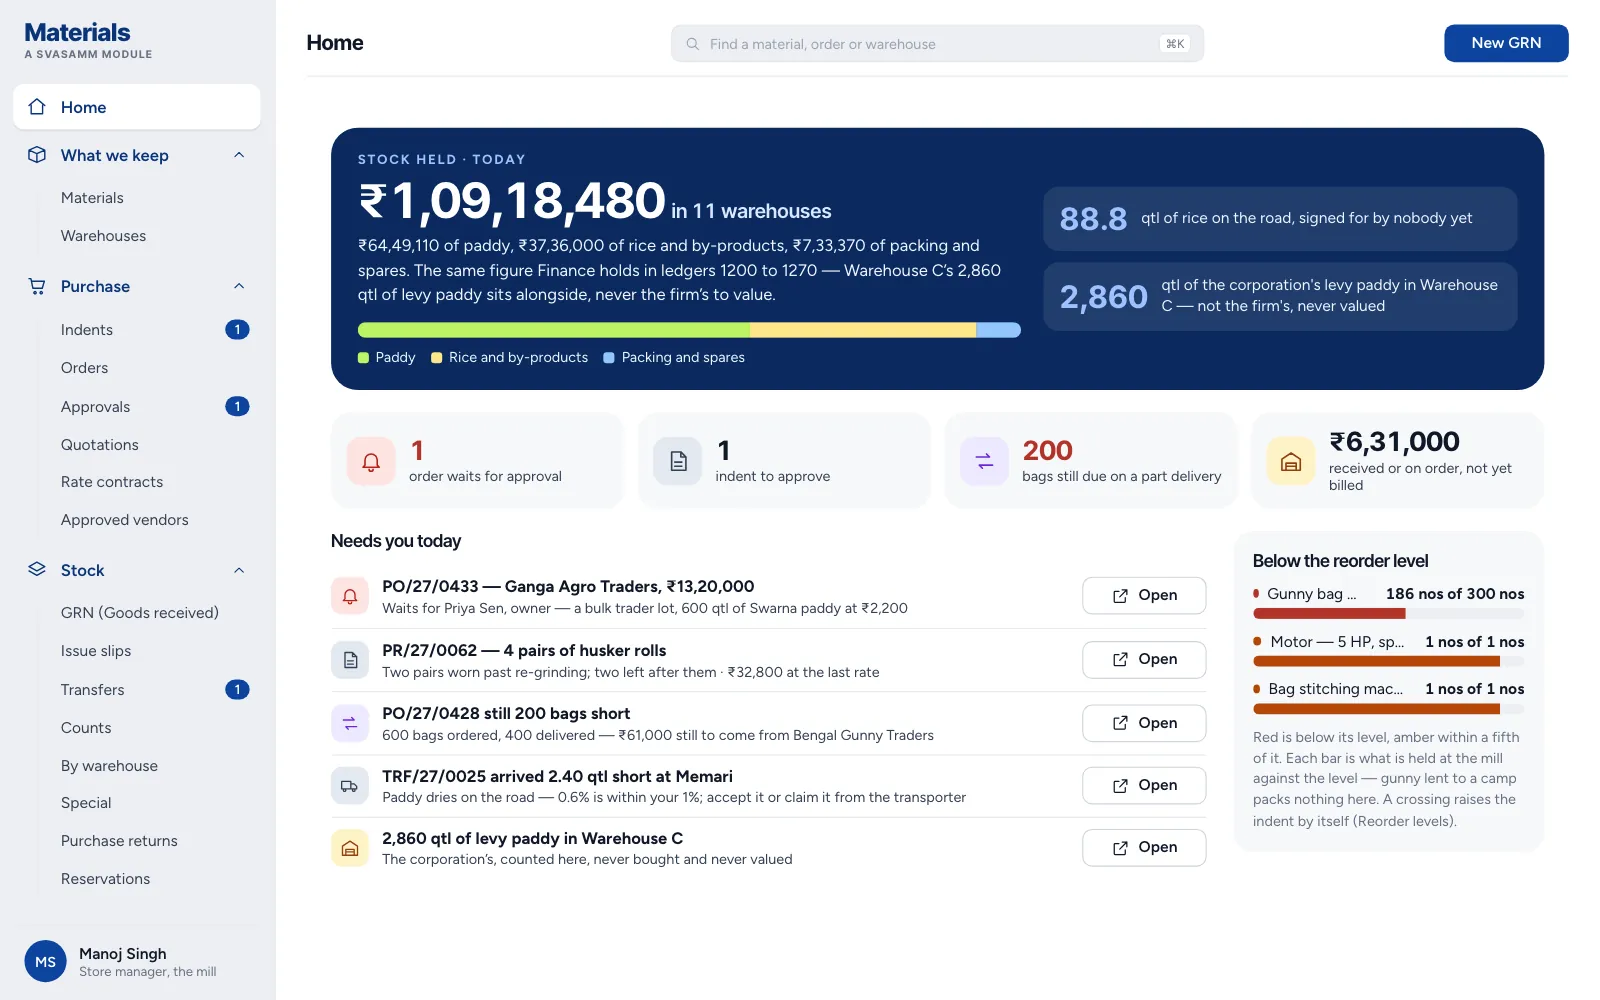 Materials
A SVASAMM MODULE
Home
What we keep
Materials
Warehouses
Purchase
Indents 1
Orders
Approvals 1
Quotations
Rate contracts
Approved vendors
Stock
GRN (Goods received)
Issue slips
Transfers 1
Counts
By warehouse
Special
Purchase returns
Reservations
MS
Manoj Singh
Store manager, the mill
Home
Find a material, order or warehouse ⌘K
New GRN
STOCK HELD · TODAY
₹1,09,18,480 in 11 warehouses
₹64,49,110 of paddy, ₹37,36,000 of rice and by-products, ₹7,33,370 of packing and
spares. The same figure Finance holds in ledgers 1200 to 1270 — Warehouse C’s 2,860
qtl of levy paddy sits alongside, never the firm’s to value.
Paddy Rice and by-products Packing and spares
88.8 qtl of rice on the road, signed for by nobody yet
2,860 qtl of the corporation's levy paddy in Warehouse
C — not the firm's, never valued
1
order waits for approval
1
indent to approve
200
bags still due on a part delivery
₹6,31,000
received or on order, not yet
billed
Needs you today
PO/27/0433 — Ganga Agro Traders, ₹13,20,000
Waits for Priya Sen, owner — a bulk trader lot, 600 qtl of Swarna paddy at ₹2,200
Open
PR/27/0062 — 4 pairs of husker rolls
Two pairs worn past re-grinding; two left after them · ₹32,800 at the last rate
Open
PO/27/0428 still 200 bags short
600 bags ordered, 400 delivered — ₹61,000 still to come from Bengal Gunny Traders
Open
TRF/27/0025 arrived 2.40 qtl short at Memari
Paddy dries on the road — 0.6% is within your 1%; accept it or claim it from the transporter
Open
2,860 qtl of levy paddy in Warehouse C
The corporation’s, counted here, never bought and never valued
Open
Below the reorder level
Gunny bag ... 186 nos of 300 nos
Motor — 5 HP, sp... 1 nos of 1 nos
Bag stitching mac... 1 nos of 1 nos
Red is below its level, amber within a fifth
of it. Each bar is what is held at the mill
against the level — gunny lent to a camp
packs nothing here. A crossing raises the
indent by itself (Reorder levels).